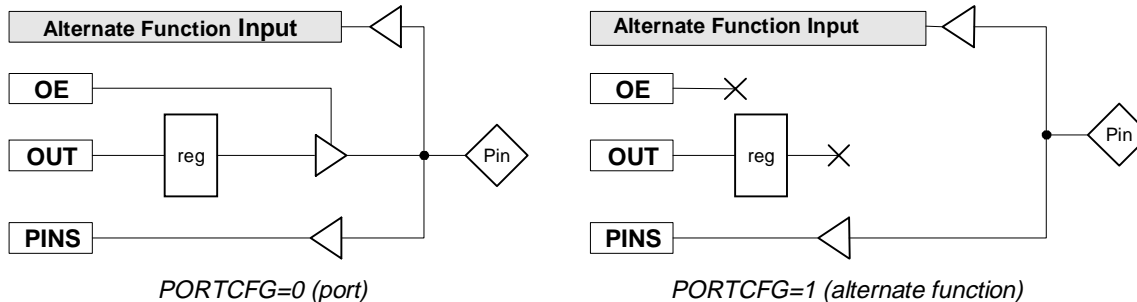 Alternate Function Input
OE
OUT
reg
Pin
PINS
PORTCFG=0 (port)
Alternate Function Input
OE
OUT
reg
Pin
PINS
PORTCFG=1 (alternate function)